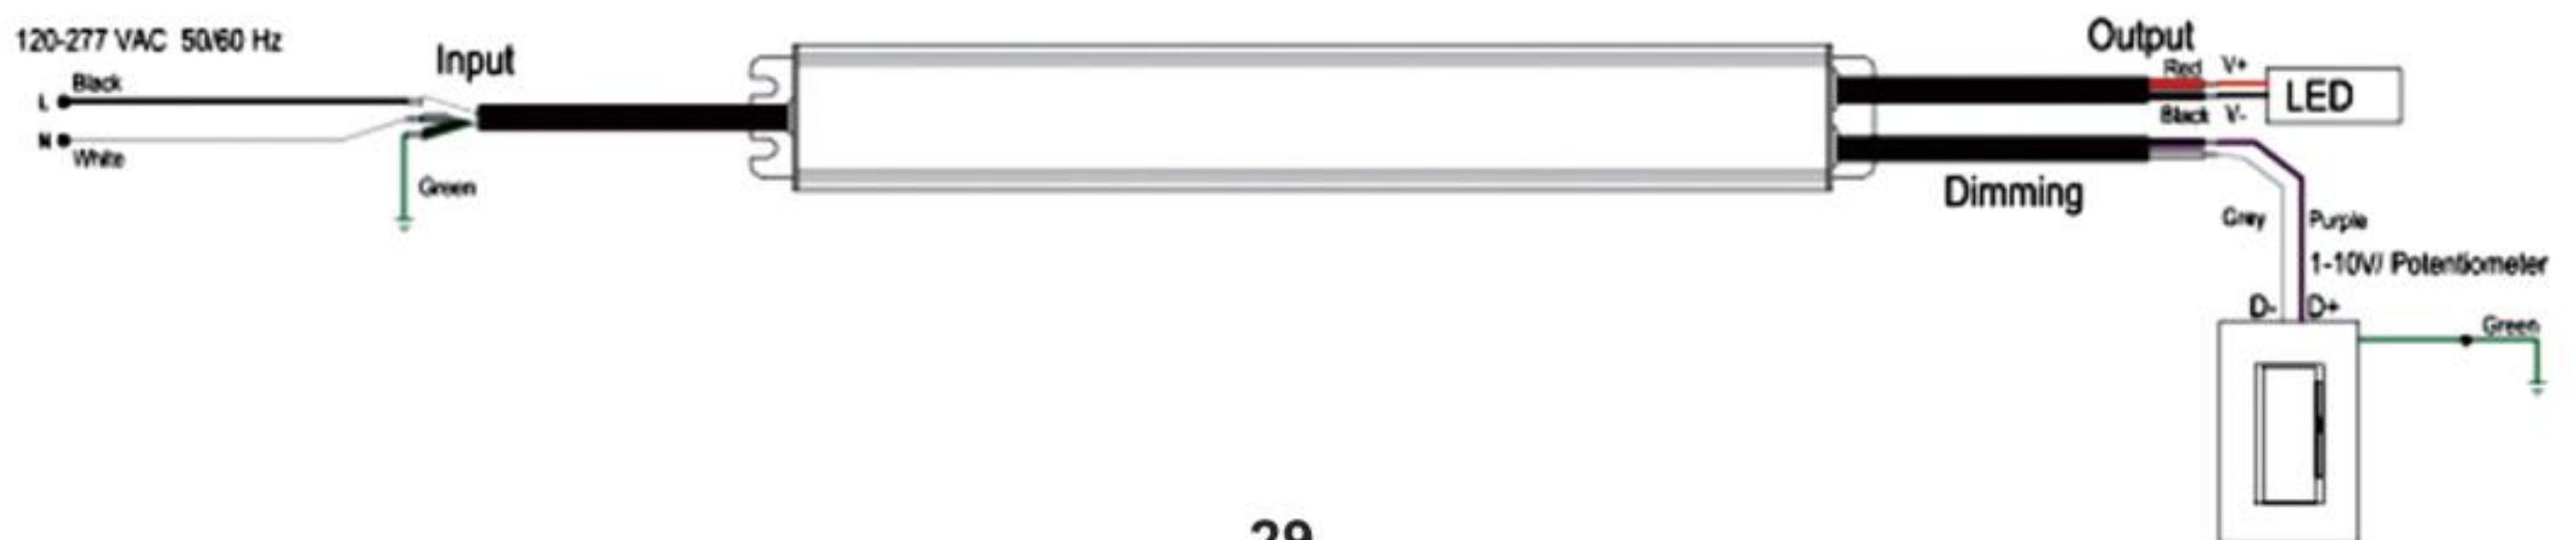 120-277 VAC 50/60 Hz
Input
L
Black
N
White
Green
Output
Red V+
LED
Black V-
Dimming
Grey
Purple
1-10V/ Potentiometer
D- D+
Green
29